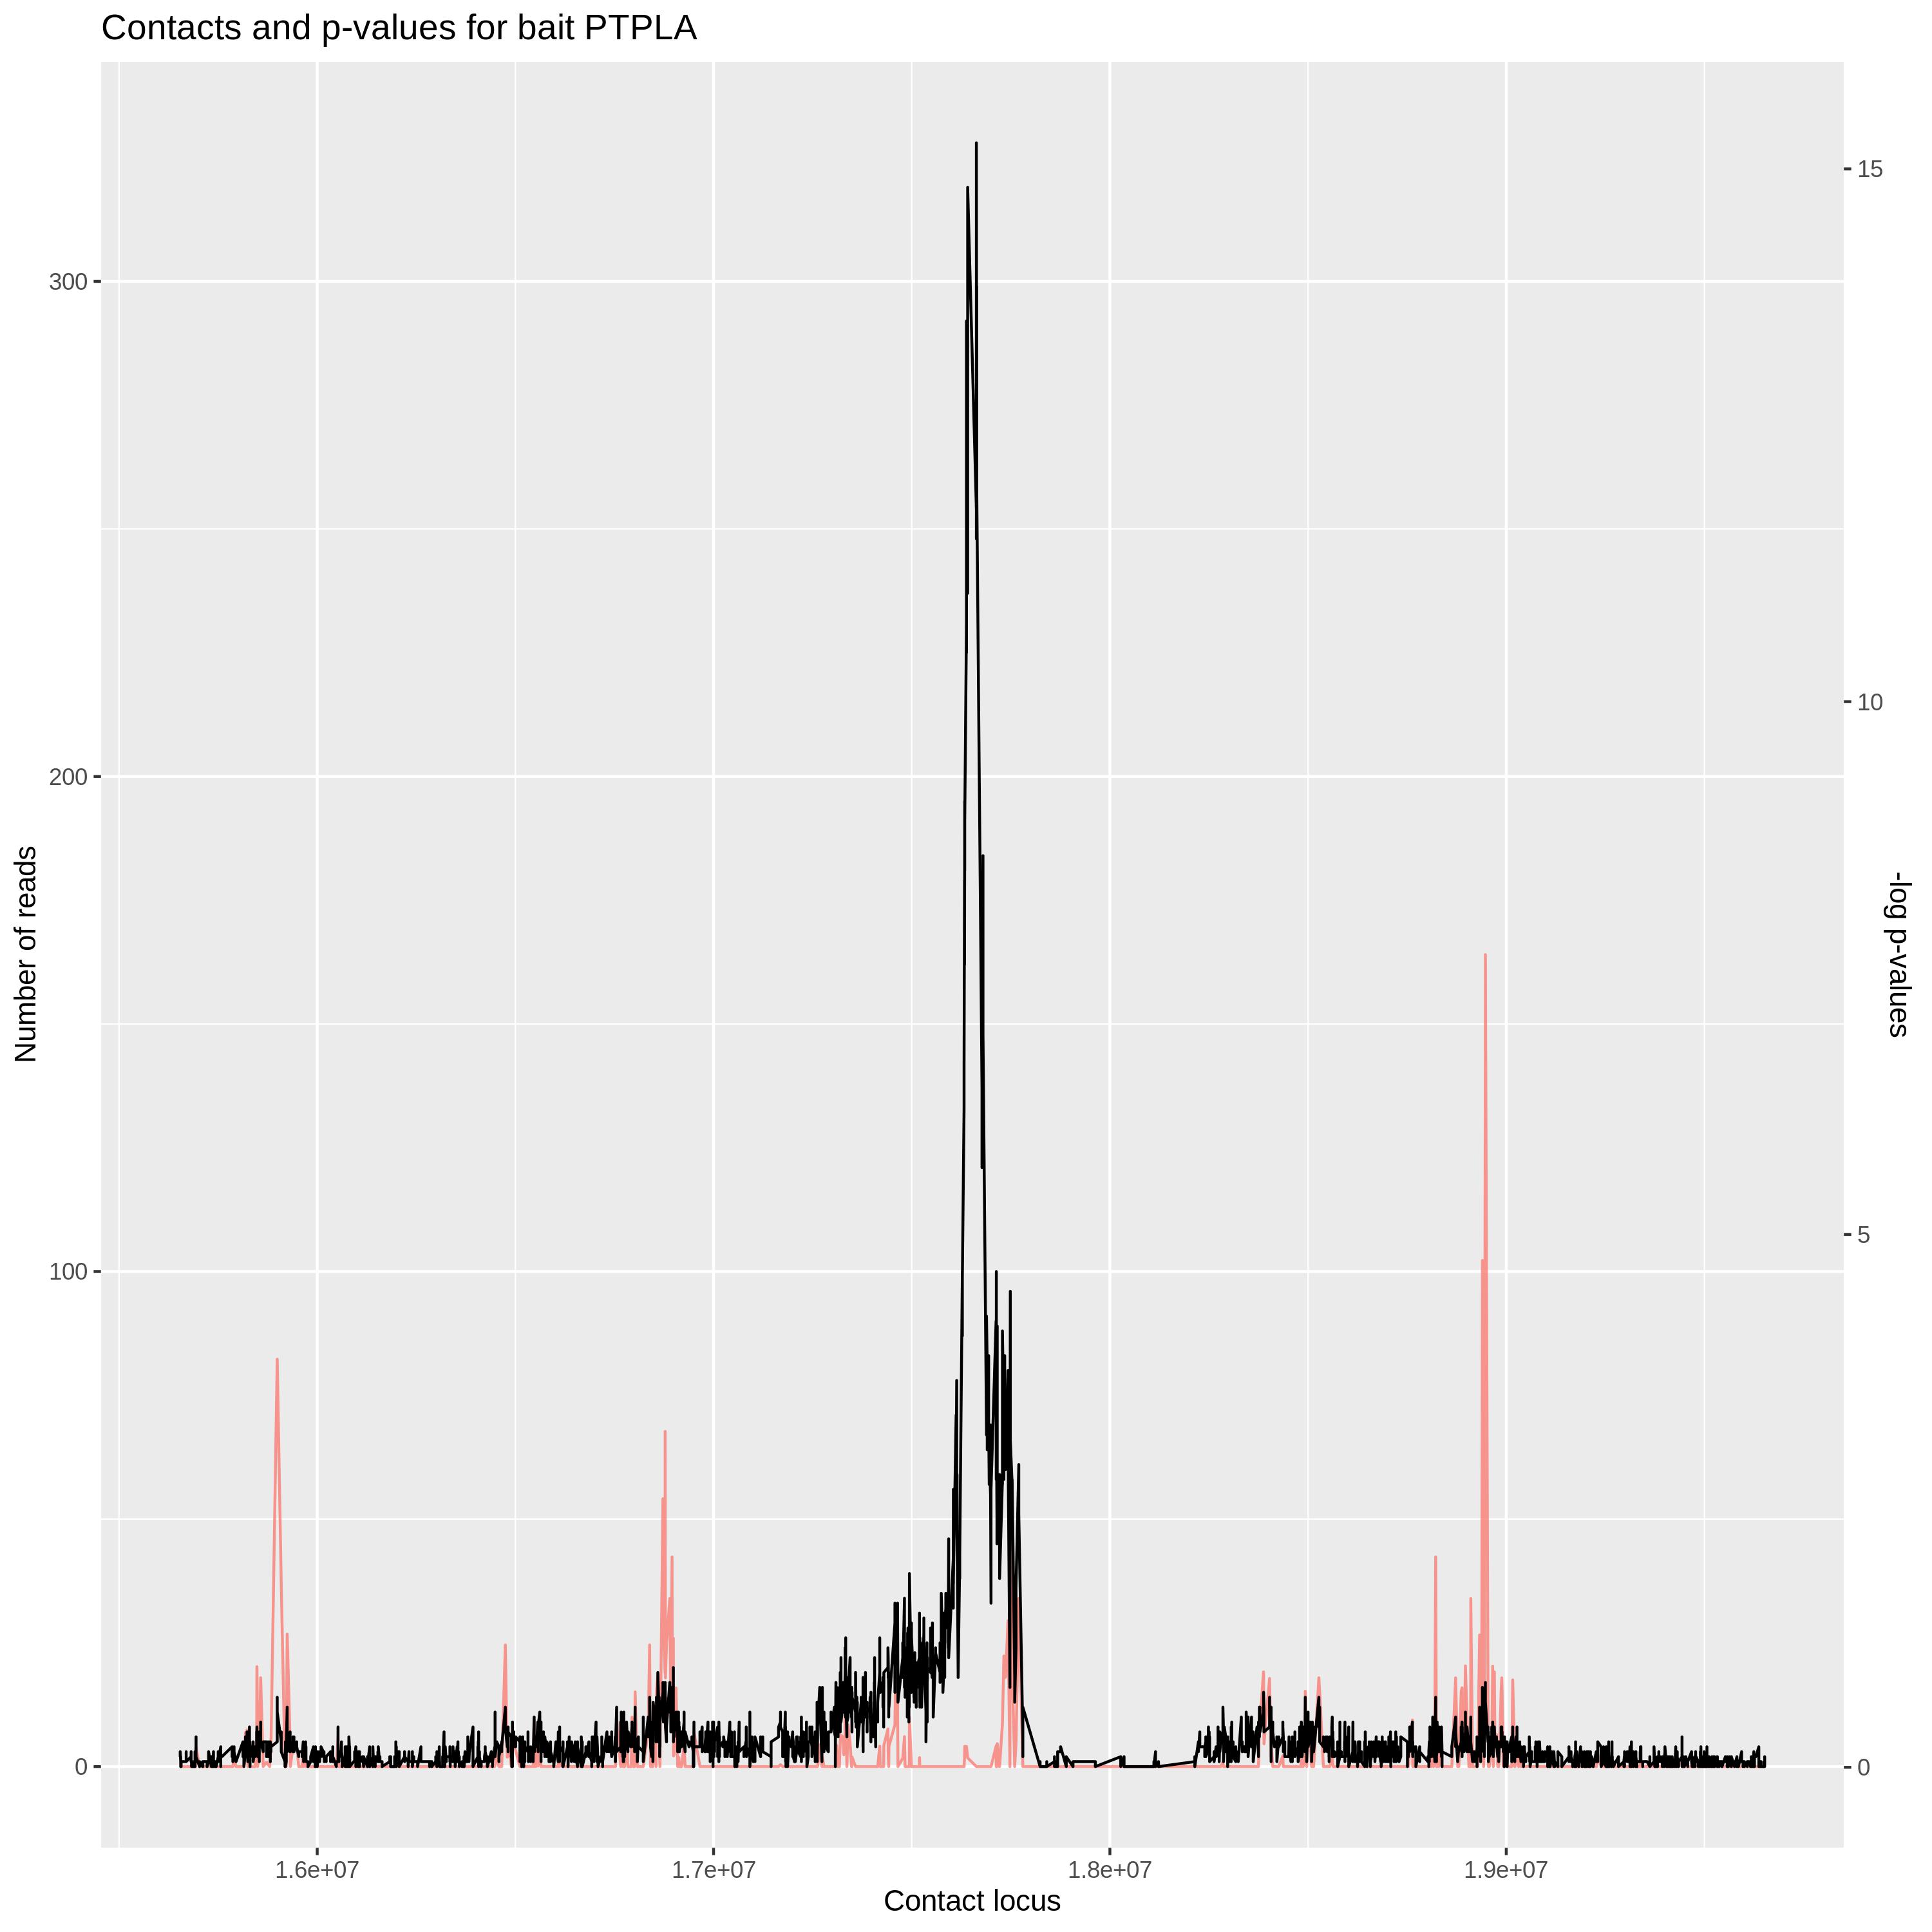 Contacts and p-values for bait PTPLA
300
200
100
0
Number of reads
15
10
5
0
-log p-values
1.6e+07 1.7e+07 1.8e+07 1.9e+07
Contact locus